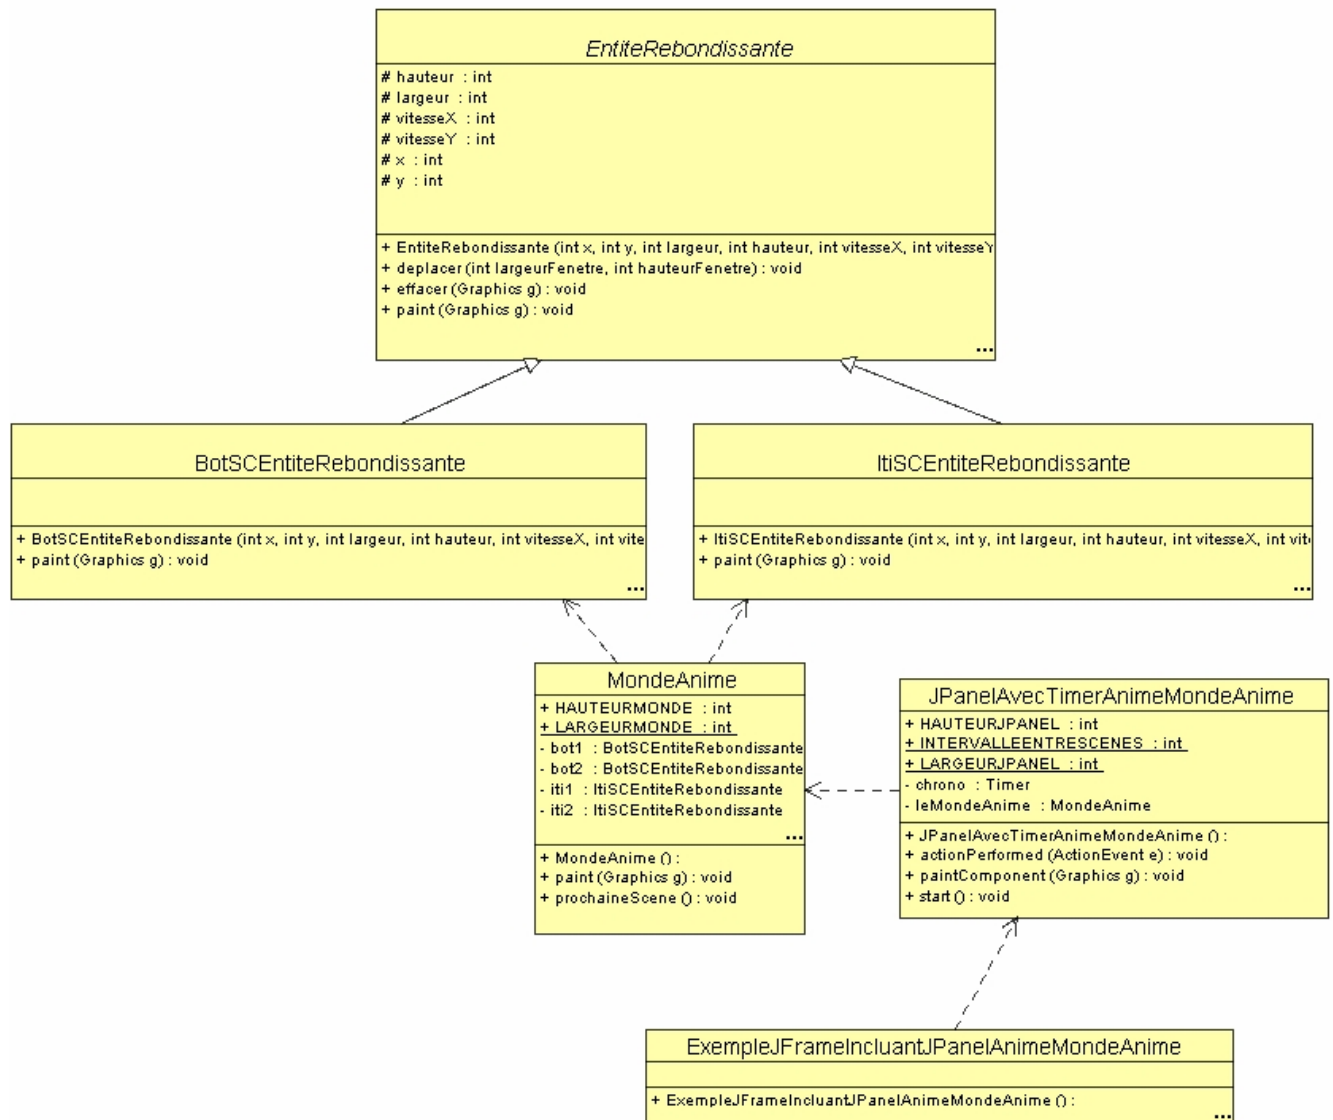 EntiteRebondissante
# hauteur : int
# largeur : int
# vitesseX : int
# vitesseY : int
# x : int
# y : int
+ EntiteRebondissante (int x, int y, int largeur, int hauteur, int vitesseX, int vitesseY
+ deplacer (int largeurFenetre, int hauteurFenetre) : void
+ effacer (Graphics g) : void
+ paint (Graphics g) : void
...
BotSCEntiteRebondissante
+ BotSCEntiteRebondissante (int x, int y, int largeur, int hauteur, int vitesseX, int vite
+ paint (Graphics g) : void
...
ItiSCEntiteRebondissante
+ ItiSCEntiteRebondissante (int x, int y, int largeur, int hauteur, int vitesseX, int vit
+ paint (Graphics g) : void
...
MondeAnime
+ HAUTEURMONDE : int
+ LARGEURMONDE : int
- bot1 : BotSCEntiteRebondissante
- bot2 : BotSCEntiteRebondissante
- iti1 : ItiSCEntiteRebondissante
- iti2 : ItiSCEntiteRebondissante
...
+ MondeAnime () :
+ paint (Graphics g) : void
+ prochaineScene () : void
JPanelAvecTimerAnimeMondeAnime
+ HAUTEURJPANEL : int
+ INTERVALLEENTRESCENES : int
+ LARGEURJPANEL : int
- chrono : Timer
- leMondeAnime : MondeAnime
+ JPanelAvecTimerAnimeMondeAnime () :
+ actionPerformed (ActionEvent e) : void
+ paintComponent (Graphics g) : void
+ start () : void
ExempleJFrameIncluantJPanelAnimeMondeAnime
+ ExempleJFrameIncluantJPanelAnimeMondeAnime () :
...